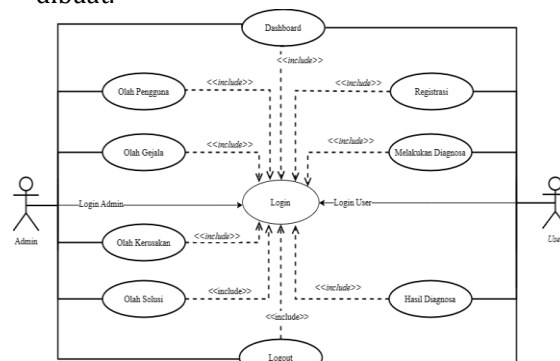 dibuat.
Dashboard
<<include>>
Olah Pengguna
<<include>>
<<include>>
Registrasi
Olah Gejala
<<include>>
<<include>>
Melakukan Diagnosa
Login Admin
Login
Login User
Admin
Use
Olah Kerusakan
<<include>>
Olah Solusi
<<include>>
<<include>>
Hasil Diagnosa
<<include>>
Logout